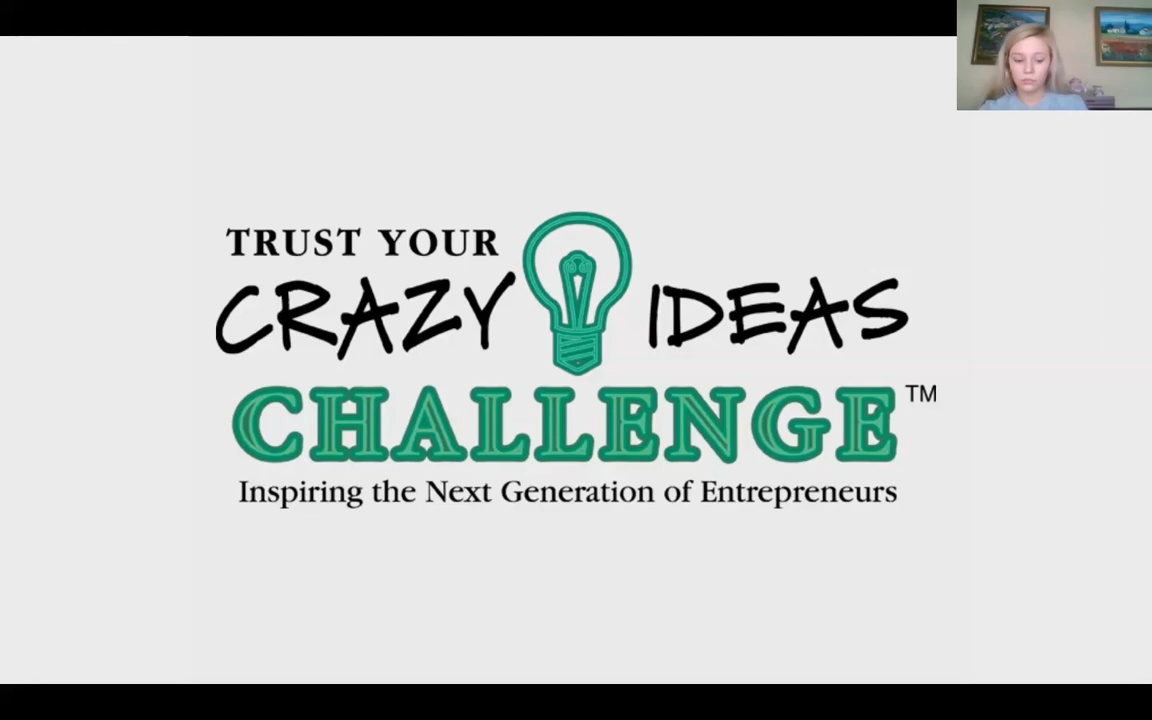 TRUST YOUR
CRAZY IDEAS
CHALLENGE™
Inspiring the Next Generation of Entrepreneurs